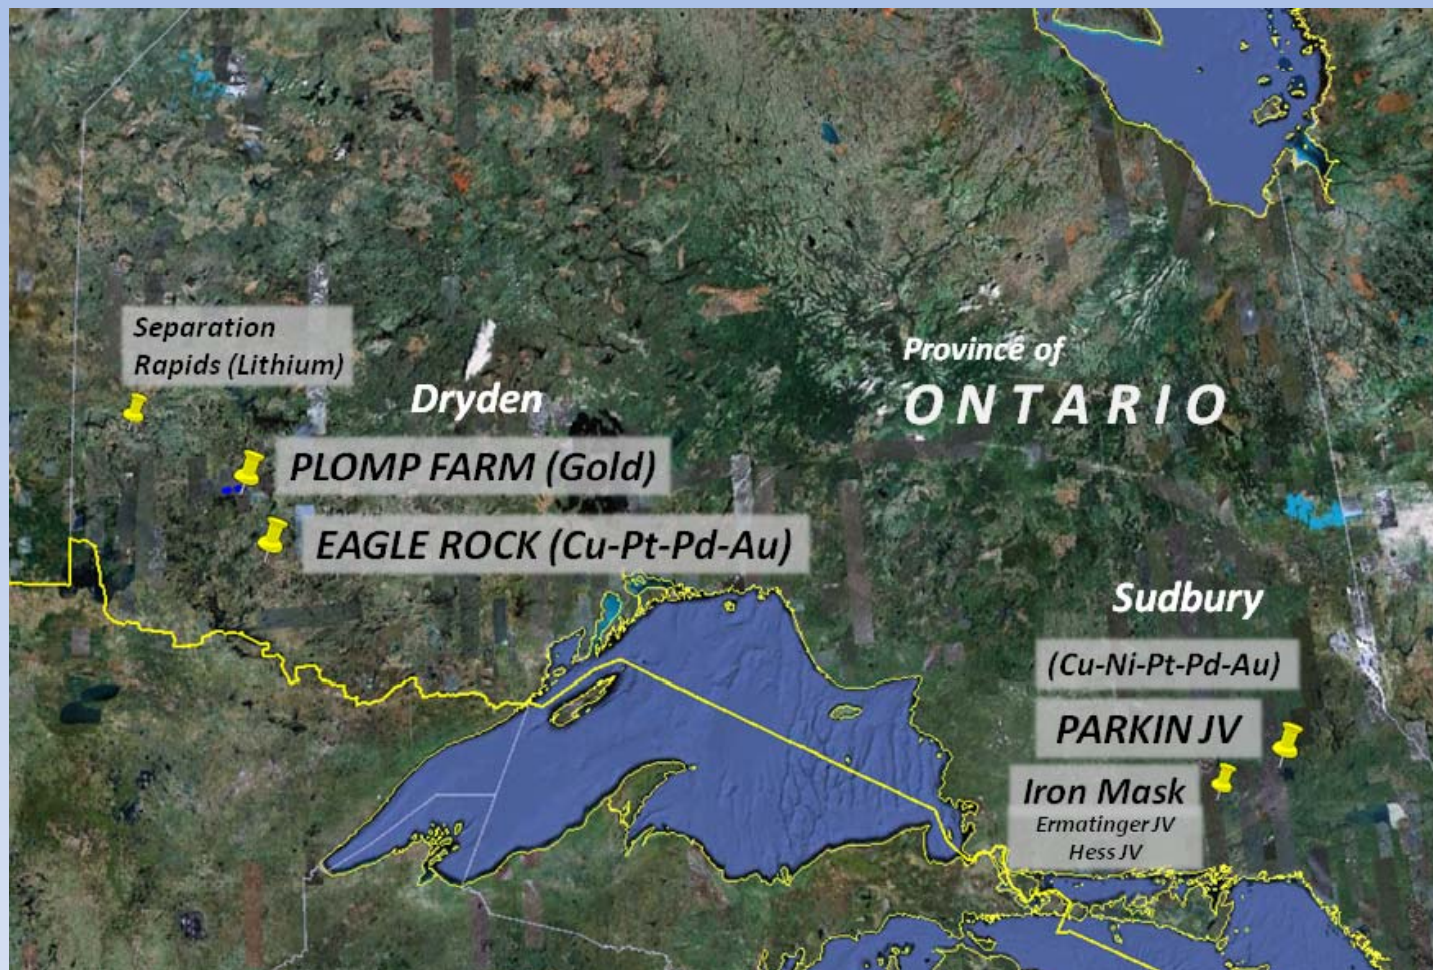 Separation
Rapids (Lithium)
Dryden
PLOMP FARM (Gold)
EAGLE ROCK (Cu-Pt-Pd-Au)
Province of
ONTARIO
Sudbury
(Cu-Ni-Pt-Pd-Au)
PARKIN JV
Iron Mask
Ermatinger JV
Hess JV